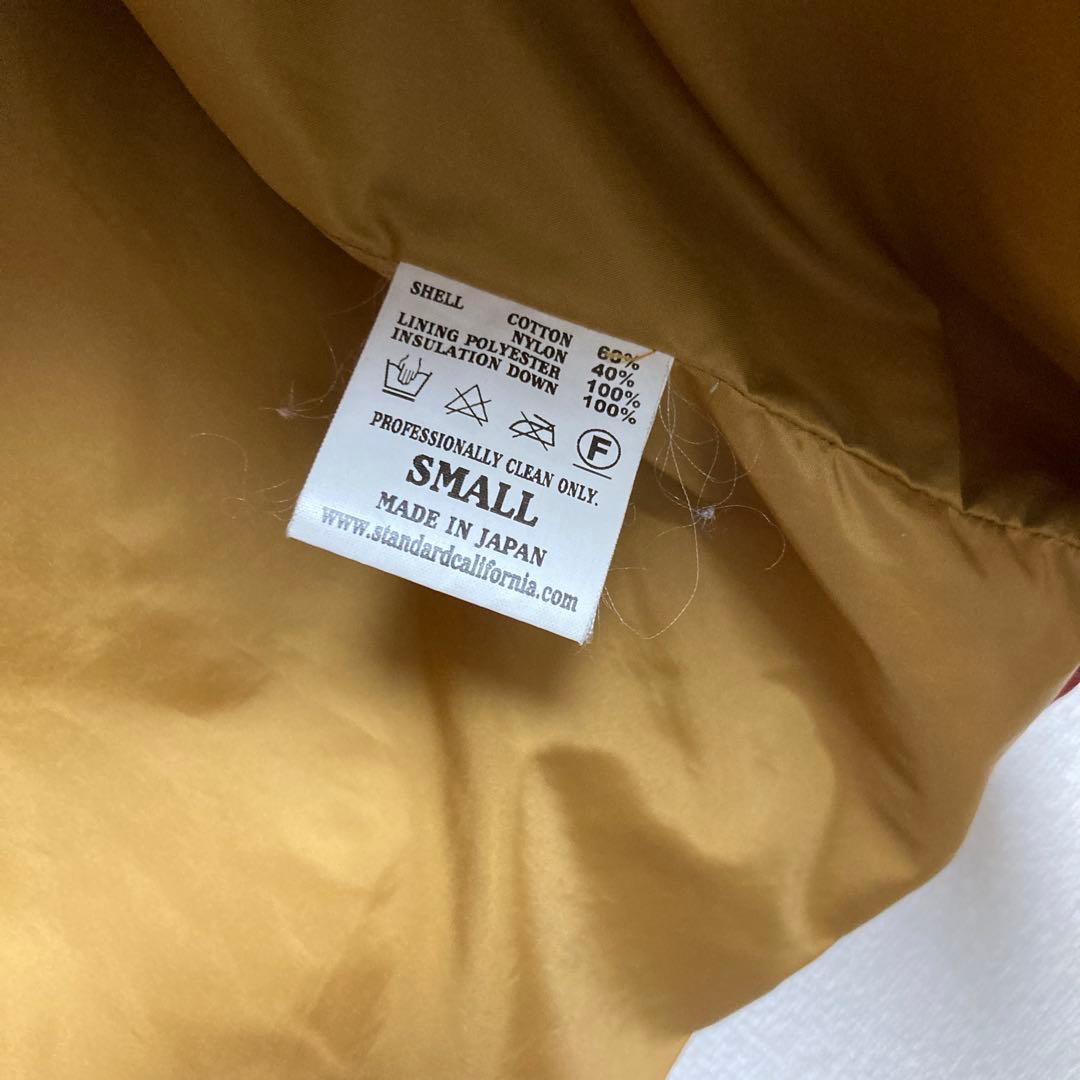 SHELL COTTON 60%
NYLON 40%
LINING POLYESTER 100%
INSULATION DOWN 100%
F
PROFESSIONALLY CLEAN ONLY.
SMALL
MADE IN JAPAN
www.standardcalifornia.com